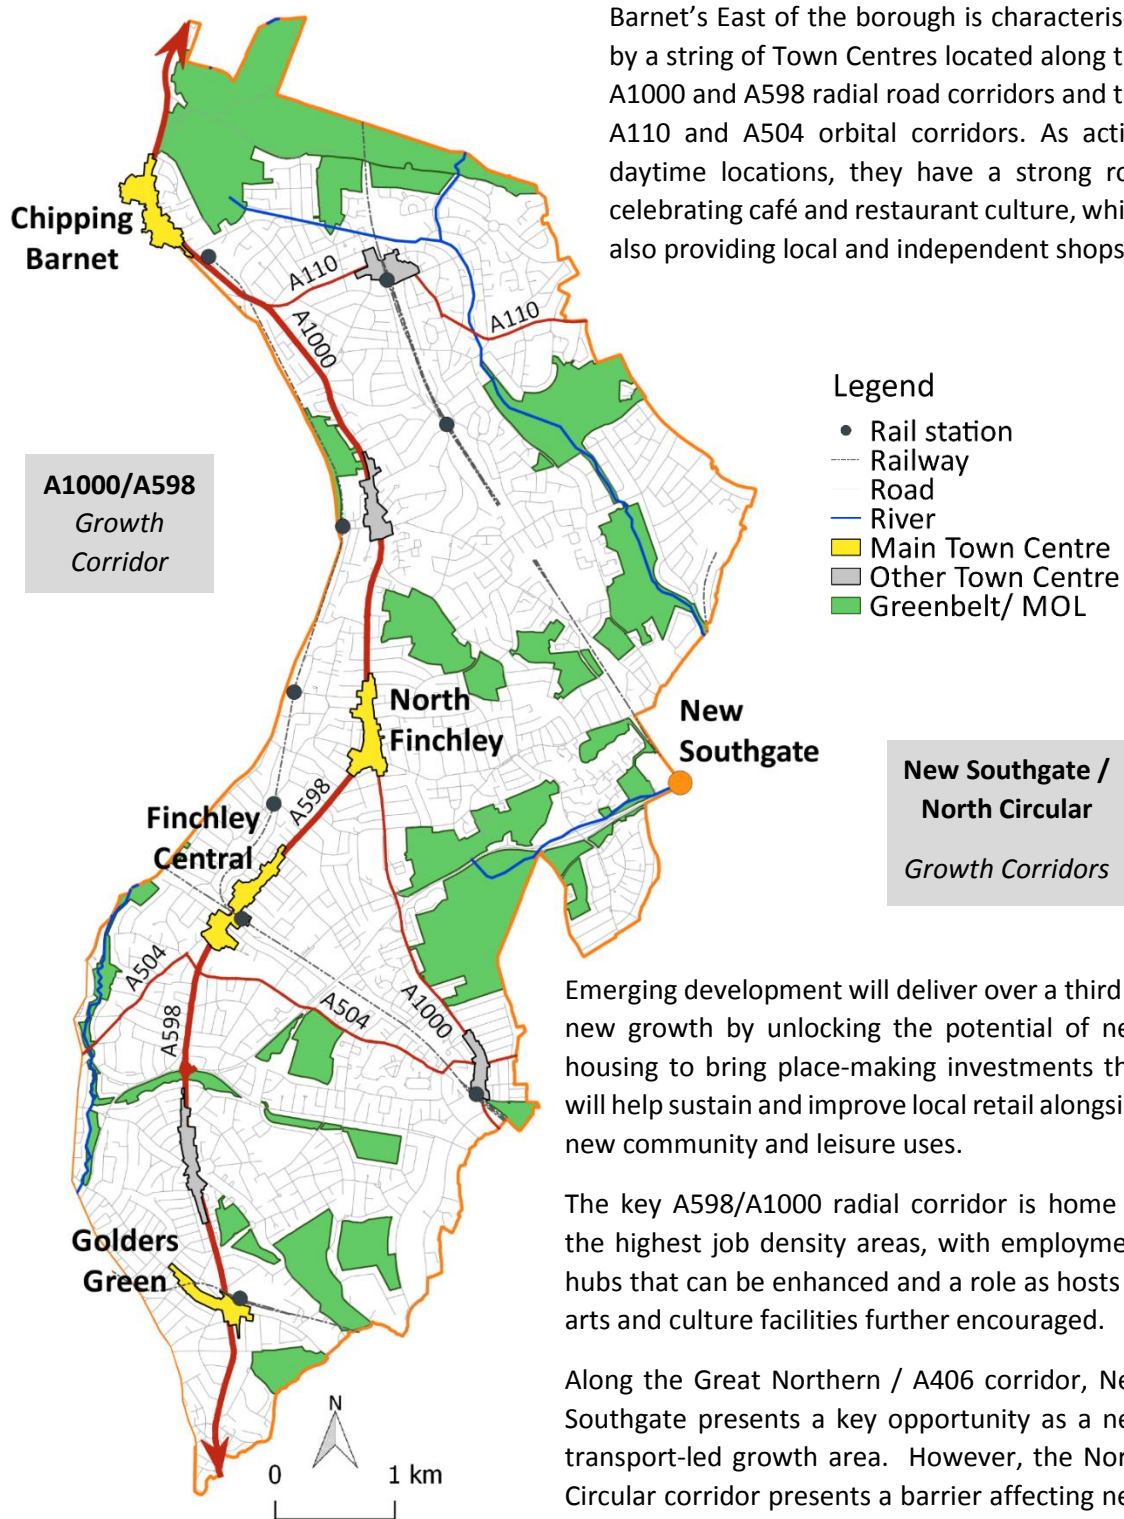 Barnet's East of the borough is characteris
by a string of Town Centres located along t
A1000 and A598 radial road corridors and t
A110 and A504 orbital corridors. As acti
daytime locations, they have a strong ro
celebrating café and restaurant culture, whi
also providing local and independent shops
Chipping
Barnet
A110
A1000
A110
Legend
Rail station
Railway
Road
River
Main Town Centre
Other Town Centre
Greenbelt/ MOL
A1000/A598
Growth
Corridor
North
Finchley
New
Southgate
New Southgate /
North Circular
Growth Corridors
A598
Finchley
Central
A504
A598
A504
A1000
Golders
Green
N
0 1 km
Emerging development will deliver over a third
new growth by unlocking the potential of ne
housing to bring place-making investments th
will help sustain and improve local retail alongsi
new community and leisure uses.
The key A598/A1000 radial corridor is home
the highest job density areas, with employme
hubs that can be enhanced and a role as hosts
arts and culture facilities further encouraged.
Along the Great Northern / A406 corridor, Ne
Southgate presents a key opportunity as a ne
transport-led growth area. However, the Nor
Circular corridor presents a barrier affecting ne